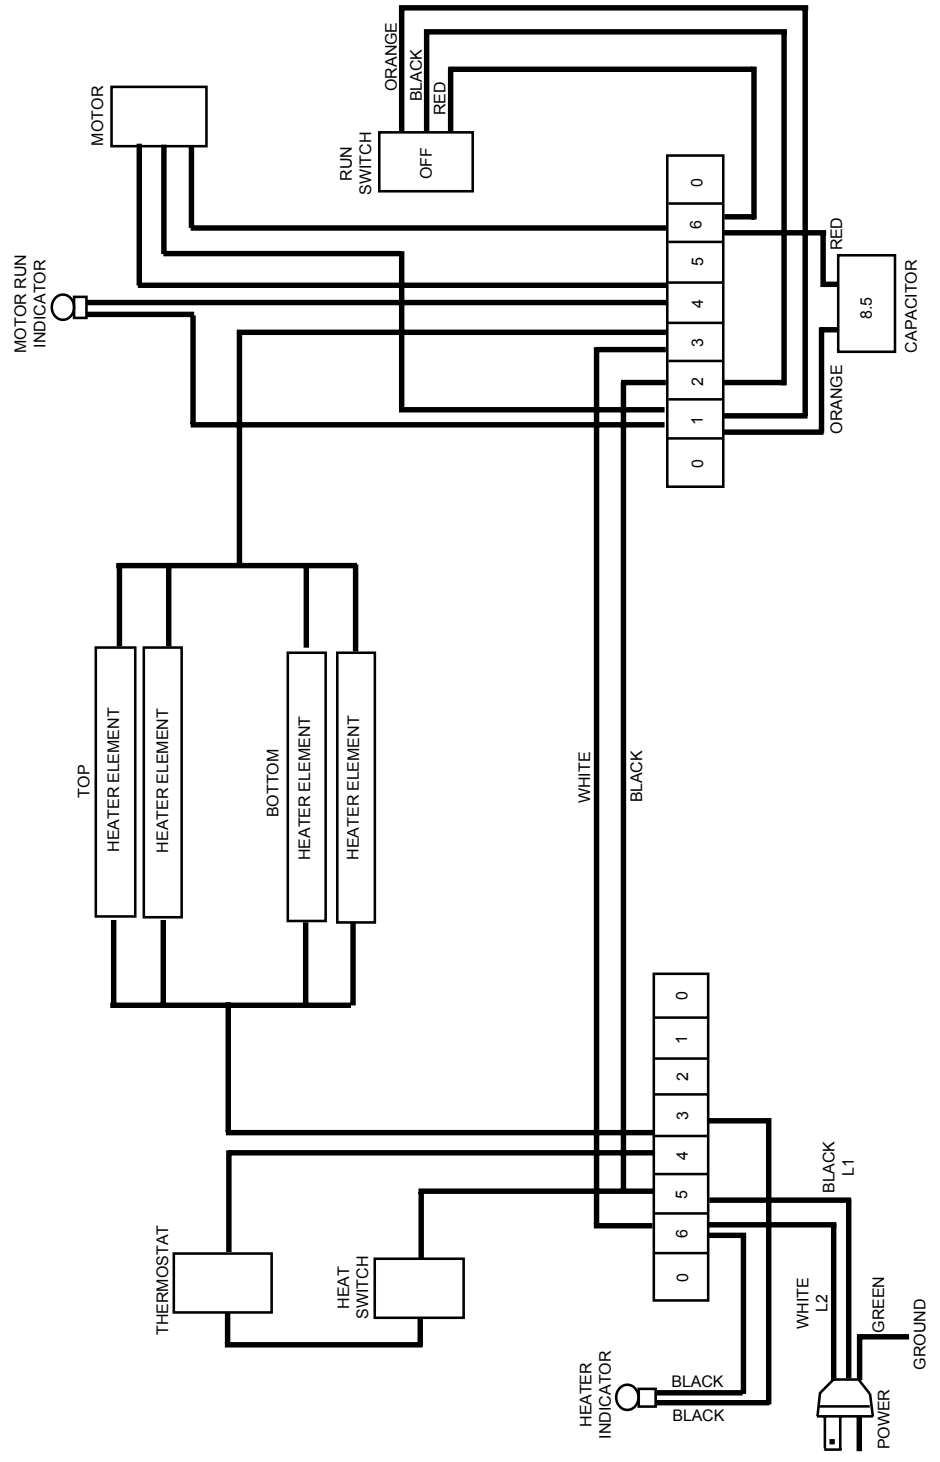 ORANGE
BLACK
RED
MOTOR
RUN
SWITCH
OFF
MOTOR RUN
INDICATOR
0
6
5
4
3
2
1
0
RED
8.5
CAPACITOR
ORANGE
TOP
HEATER ELEMENT
HEATER ELEMENT
BOTTOM
HEATER ELEMENT
HEATER ELEMENT
WHITE
BLACK
0
1
2
3
4
5
6
0
THERMOSTAT
HEAT
SWITCH
BLACK
L1
WHITE
L2
GREEN
GROUND
HEATER
INDICATOR
BLACK
BLACK
POWER